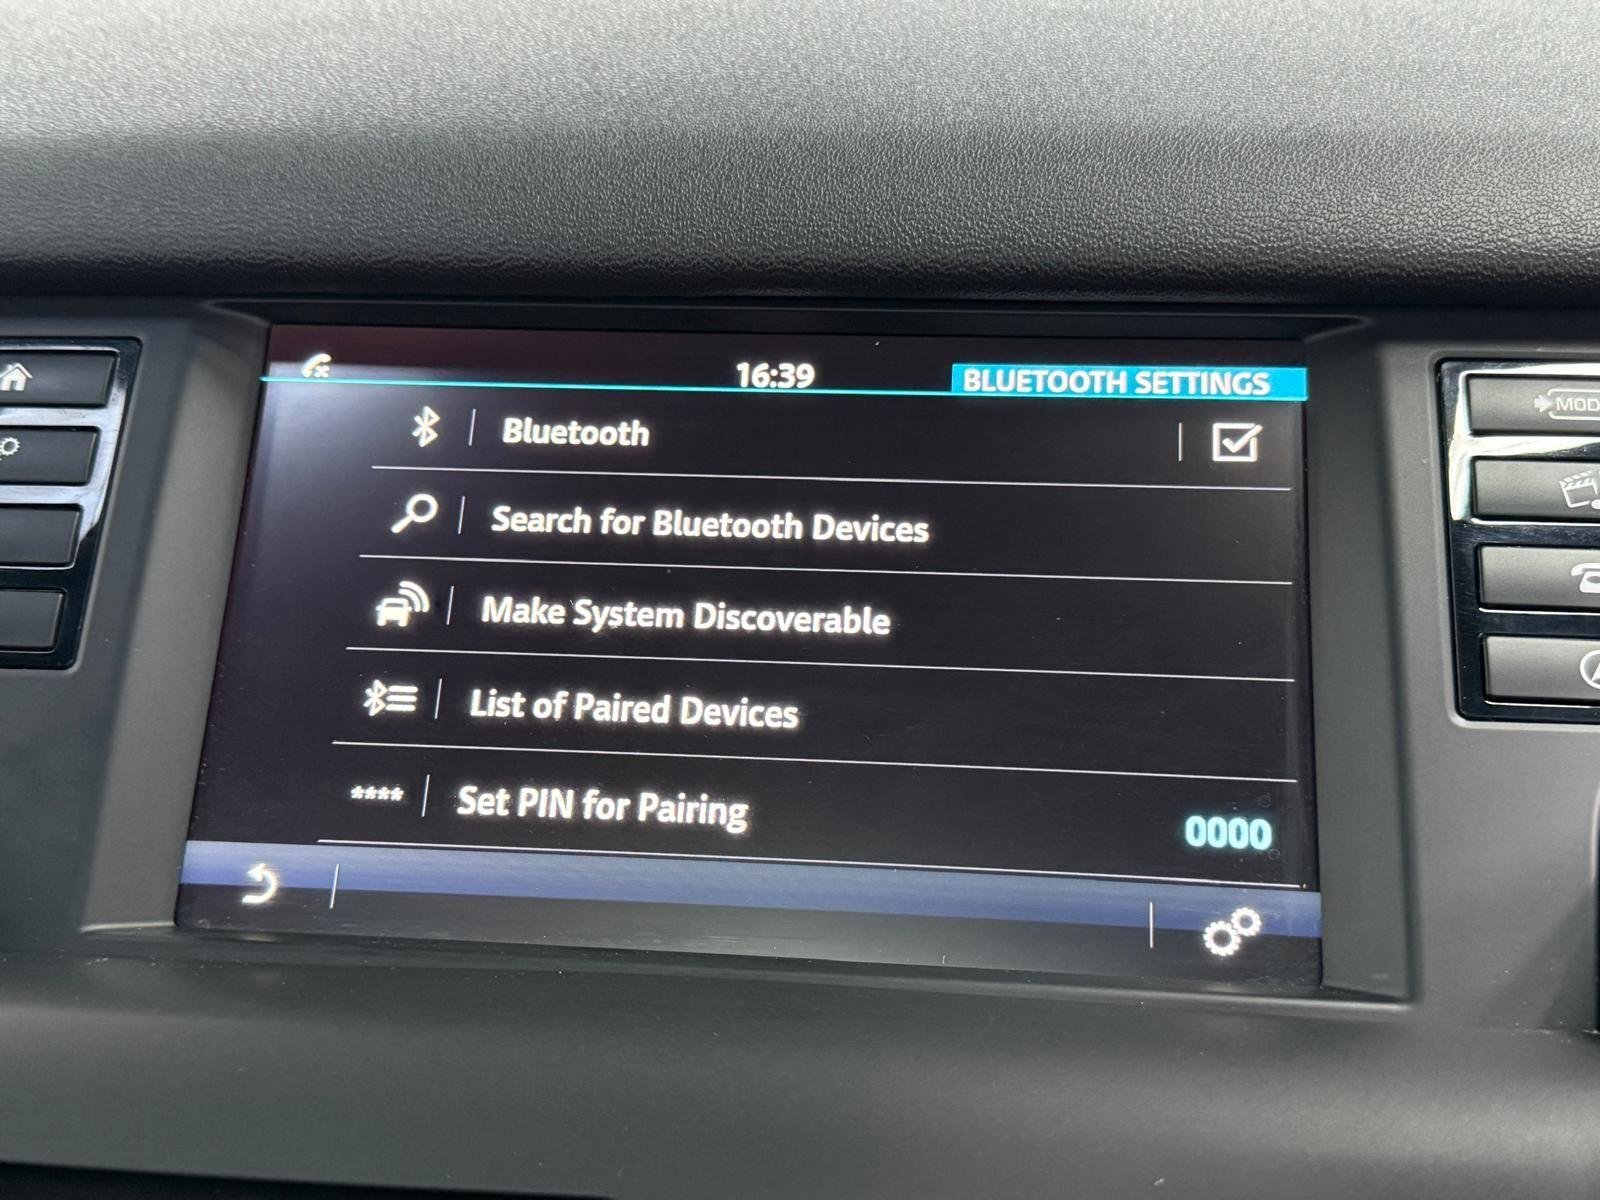 16:39
BLUETOOTH SETTINGS
Bluetooth
Search for Bluetooth Devices
Make System Discoverable
List of Paired Devices
**** Set PIN for Pairing 0000
MOD